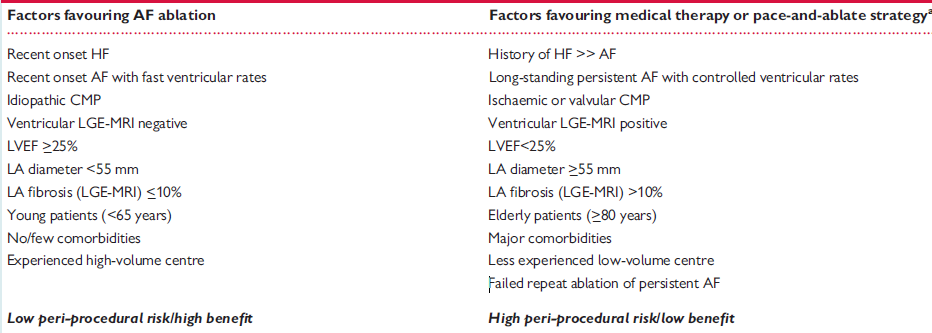 Factors favouring AF ablation Factors favouring medical therapy or pace-and-ablate strategyᵃ
Recent onset HF History of HF >> AF
Recent onset AF with fast ventricular rates Long-standing persistent AF with controlled ventricular rates
Idiopathic CMP Ischaemic or valvular CMP
Ventricular LGE-MRI negative Ventricular LGE-MRI positive
LVEF ≥25% LVEF<25%
LA diameter <55 mm LA diameter ≥55 mm
LA fibrosis (LGE-MRI) ≤10% LA fibrosis (LGE-MRI) >10%
Young patients (<65 years) Elderly patients (≥80 years)
No/few comorbidities Major comorbidities
Experienced high-volume centre Less experienced low-volume centre
Failed repeat ablation of persistent AF
Low peri-procedural risk/high benefit High peri-procedural risk/low benefit